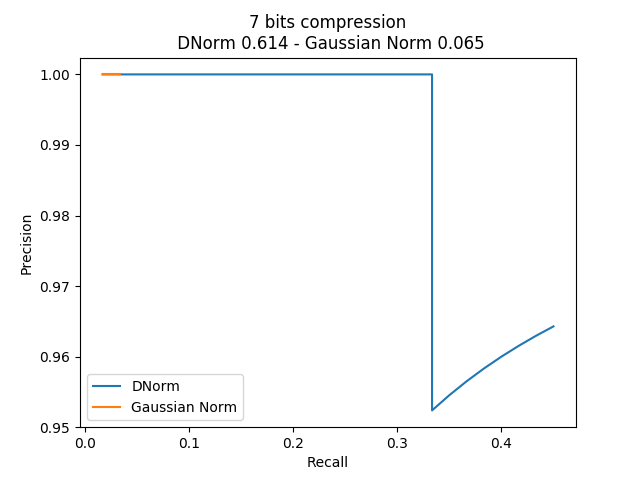 7 bits compression
DNorm 0.614 - Gaussian Norm 0.065
1.00
0.99
0.98
0.97
0.96
0.95
Precision
DNorm
Gaussian Norm
0.0 0.1 0.2 0.3 0.4
Recall